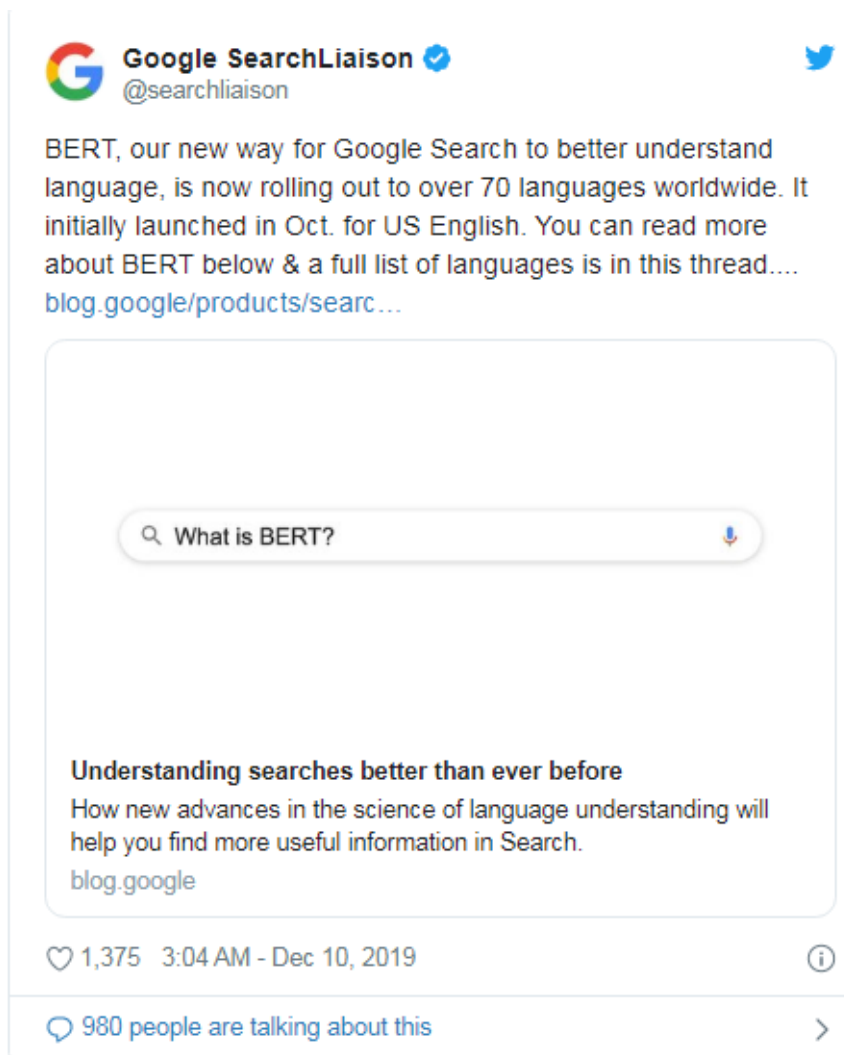 Google SearchLiaison
@searchliaison
BERT, our new way for Google Search to better understand
language, is now rolling out to over 70 languages worldwide. It
initially launched in Oct. for US English. You can read more
about BERT below & a full list of languages is in this thread....
blog.google/products/searc…
What is BERT?
Understanding searches better than ever before
How new advances in the science of language understanding will
help you find more useful information in Search.
blog.google
1,375 3:04 AM - Dec 10, 2019
980 people are talking about this